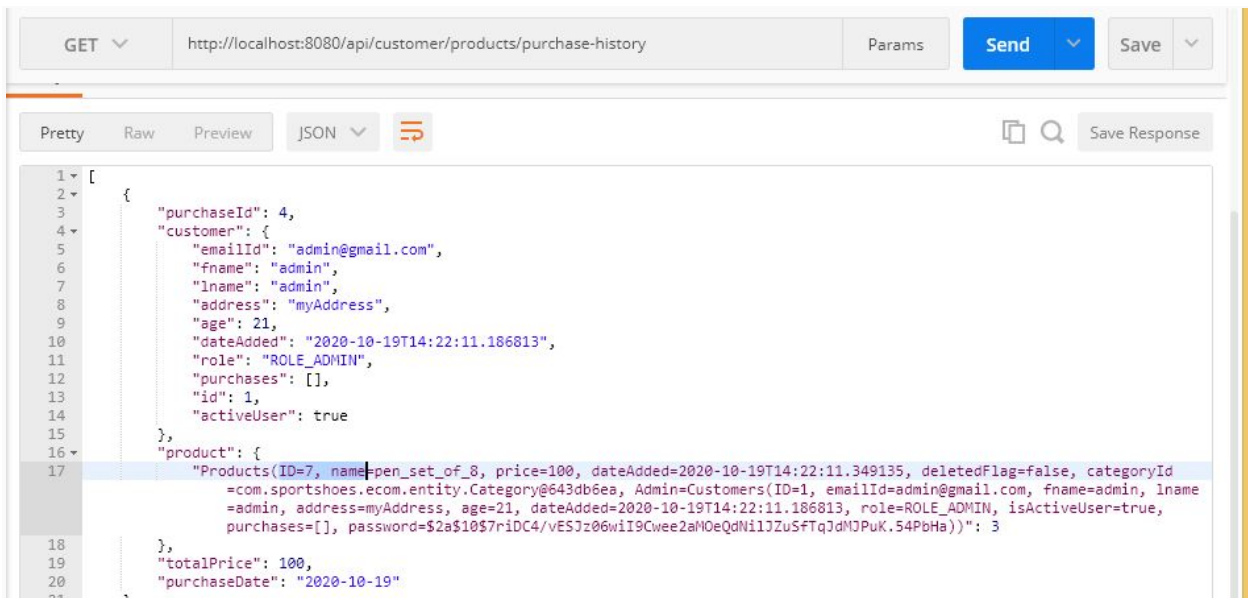 GET http://localhost:8080/api/customer/products/purchase-history Params Send Save
Pretty Raw Preview JSON Save Response
1 [
2 {
3 "purchaseId": 4,
4 "customer": {
5 "emailId": "admin@gmail.com",
6 "fname": "admin",
7 "lname": "admin",
8 "address": "myAddress",
9 "age": 21,
10 "dateAdded": "2020-10-19T14:22:11.186813",
11 "role": "ROLE_ADMIN",
12 "purchases": [],
13 "id": 1,
14 "activeUser": true
15 },
16 "product": {
17 "Products(ID=7, name=pen_set_of_8, price=100, dateAdded=2020-10-19T14:22:11.349135, deletedFlag=false, categoryId
=com.sportshoes.ecom.entity.Category@643db6ea, Admin=Customers(ID=1, emailId=admin@gmail.com, fname=admin, lname
=admin, address=myAddress, age=21, dateAdded=2020-10-19T14:22:11.186813, role=ROLE_ADMIN, isActiveUser=true,
purchases=[], password=$2a$10$7riDC4/vESJz06wiI9Cwee2aMOeQdNilJZuSfTqJdMJPuK.54PbHa))": 3
18 },
19 "totalPrice": 100,
20 "purchaseDate": "2020-10-19"